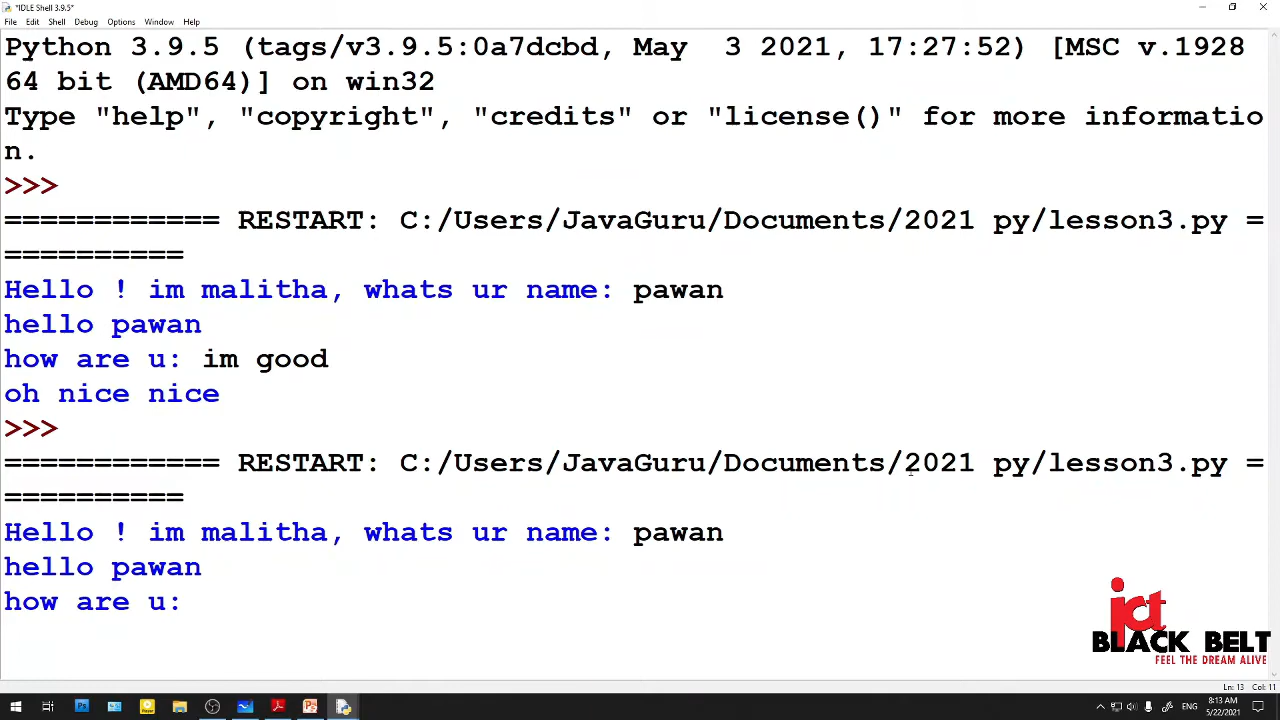 *IDLE Shell 3.9.5*
File Edit Shell Debug Options Window Help
Python 3.9.5 (tags/v3.9.5:0a7dcbd, May  3 2021, 17:27:52) [MSC v.1928
64 bit (AMD64)] on win32
Type "help", "copyright", "credits" or "license()" for more informatio
n.
>>>
============ RESTART: C:/Users/JavaGuru/Documents/2021 py/lesson3.py =
==========
Hello ! im malitha, whats ur name: pawan
hello pawan
how are u: im good
oh nice nice
>>>
============ RESTART: C:/Users/JavaGuru/Documents/2021 py/lesson3.py =
==========
Hello ! im malitha, whats ur name: pawan
hello pawan
how are u:
ict
BLACK BELT
FEEL THE DREAM ALIVE
Ln: 13 Col: 11
ENG
8:13 AM
5/22/2021